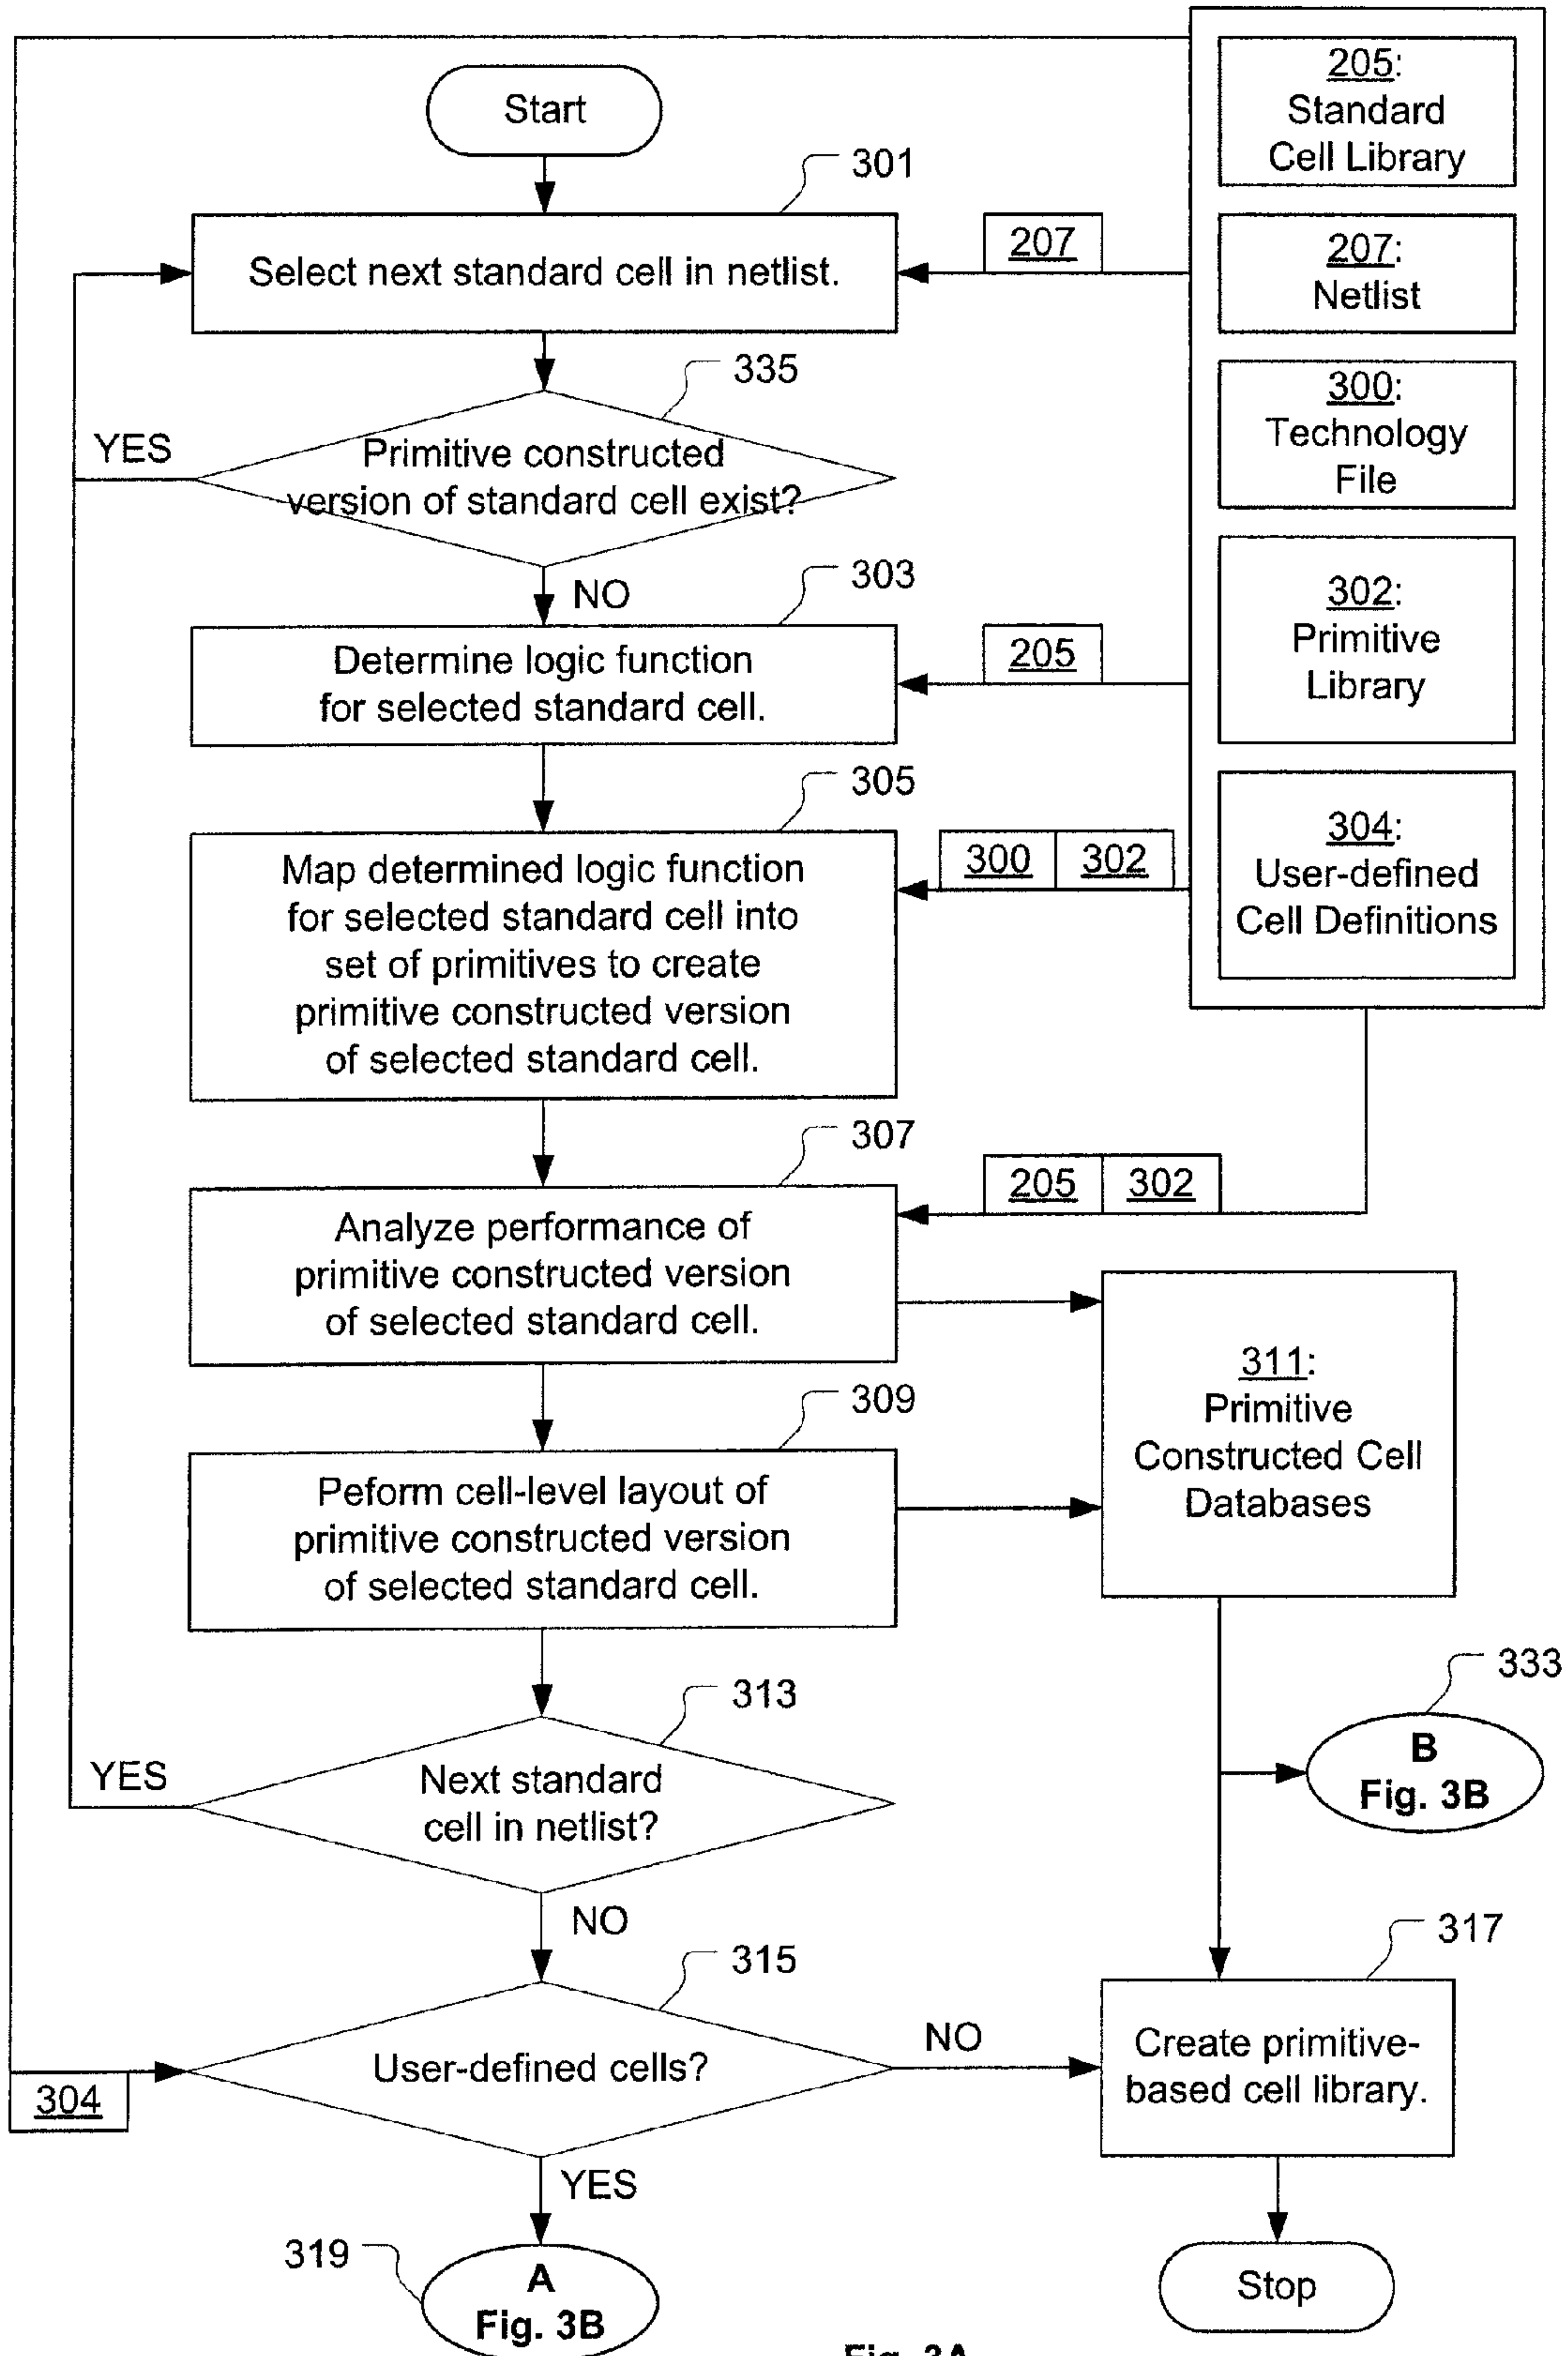 Start
301
Select next standard cell in netlist.
207
335
Primitive constructed
version of standard cell exist?
YES
NO
303
Determine logic function
for selected standard cell.
205
305
Map determined logic function
for selected standard cell into
set of primitives to create
primitive constructed version
of selected standard cell.
300 302
307
Analyze performance of
primitive constructed version
of selected standard cell.
205 302
309
Peform cell-level layout of
primitive constructed version
of selected standard cell.
313
Next standard
cell in netlist?
YES
NO
315
User-defined cells?
304
NO
YES
319
A
Fig. 3B
205:
Standard
Cell Library
207:
Netlist
300:
Technology
File
302:
Primitive
Library
304:
User-defined
Cell Definitions
311:
Primitive
Constructed Cell
Databases
333
B
Fig. 3B
317
Create primitive-
based cell library.
Stop
Fig. 3A